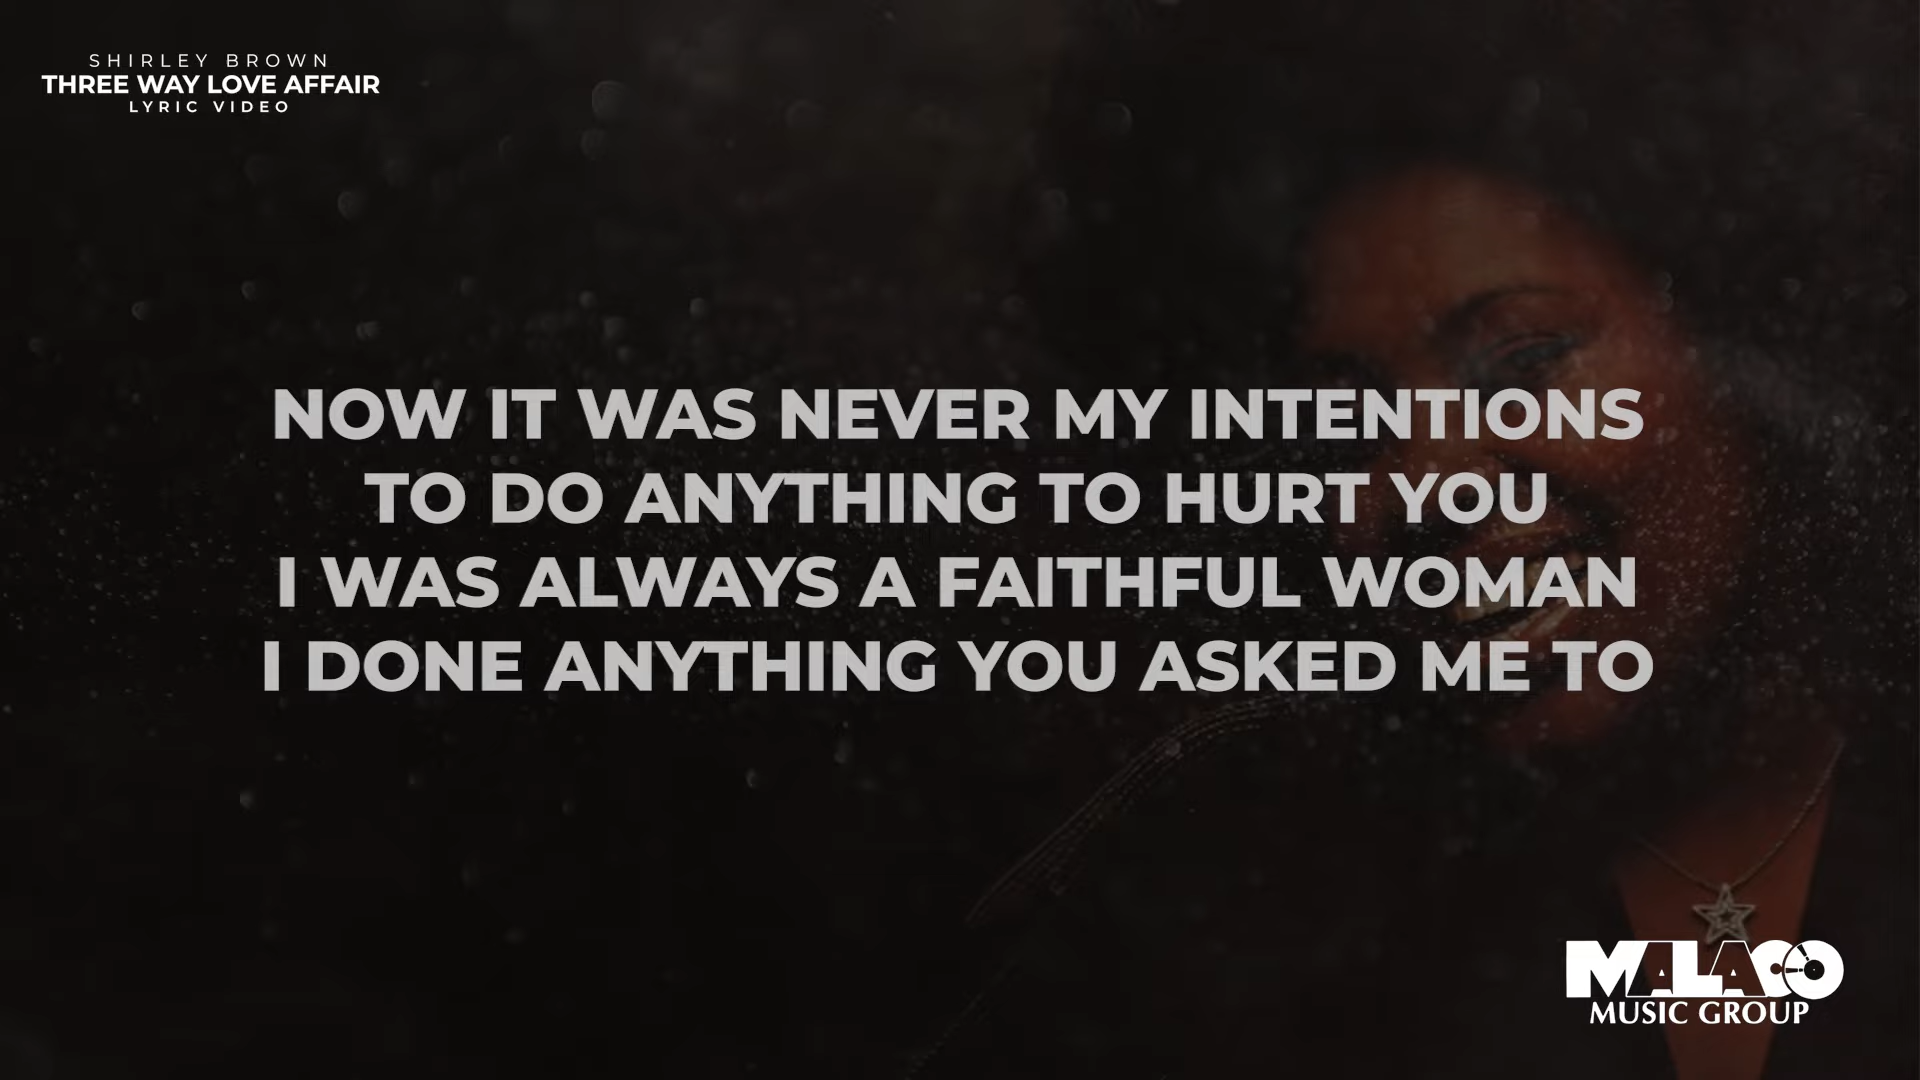 SHIRLEY BROWN
THREE WAY LOVE AFFAIR
LYRIC VIDEO
NOW IT WAS NEVER MY INTENTIONS
TO DO ANYTHING TO HURT YOU
I WAS ALWAYS A FAITHFUL WOMAN
I DONE ANYTHING YOU ASKED ME TO
MALACO
MUSIC GROUP